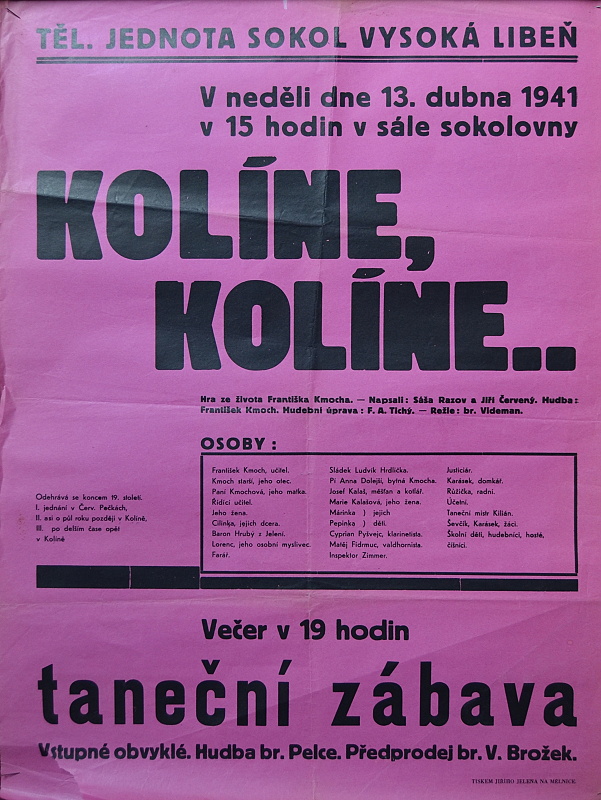 TĚL. JEDNOTA SOKOL VYSOKÁ LIBEŇ
V neděli dne 13. dubna 1941
v 15 hodin v sále sokolovny
KOLÍNE,
KOLÍNE..
Hra ze života Františka Kmocha. — Napsali: Sáša Razov a Jiří Červený. Hudba:
František Kmoch. Hudební úprava: F. A. Tichý. — Režie: br. Videman.
OSOBY:
František Kmoch, učitel.
Kmoch starší, jeho otec.
Paní Kmochová, jeho matka.
Řídící učitel.
Jeho žena.
Cilinka, jejich dcera.
Baron Hrubý z Jelení.
Lorenc, jeho osobní myslivec.
Farář.
Sládek Ludvík Hrdlička.
Pí Anna Dolejší, bytná Kmocha.
Josef Kalaš, měšťan a kotlář.
Marie Kalašová, jeho žena.
Márinka ) jejich
Pepinka ) děti.
Cyprian Pyšvejc, klarinetista.
Matěj Fidrmuc, valdhornista.
Inspektor Zimmer.
Justiciár.
Karásek, domkář.
Růžička, radní.
Účetní.
Taneční mistr Kilián.
Ševčík, Karásek, žáci.
Školní děti, hudebníci, hosté,
číšníci.
Odehrává se koncem 19. století.
I. jednání v Červ. Pečkách,
II. asi o půl roku později v Kolíně,
III. po delším čase opět
v Kolíně
Večer v 19 hodin
taneční zábava
Vstupné obvyklé. Hudba br. Pelce. Předprodej br. V. Brožek.
TISKEM JIŘÍHO JELENA NA MĚLNÍCE.